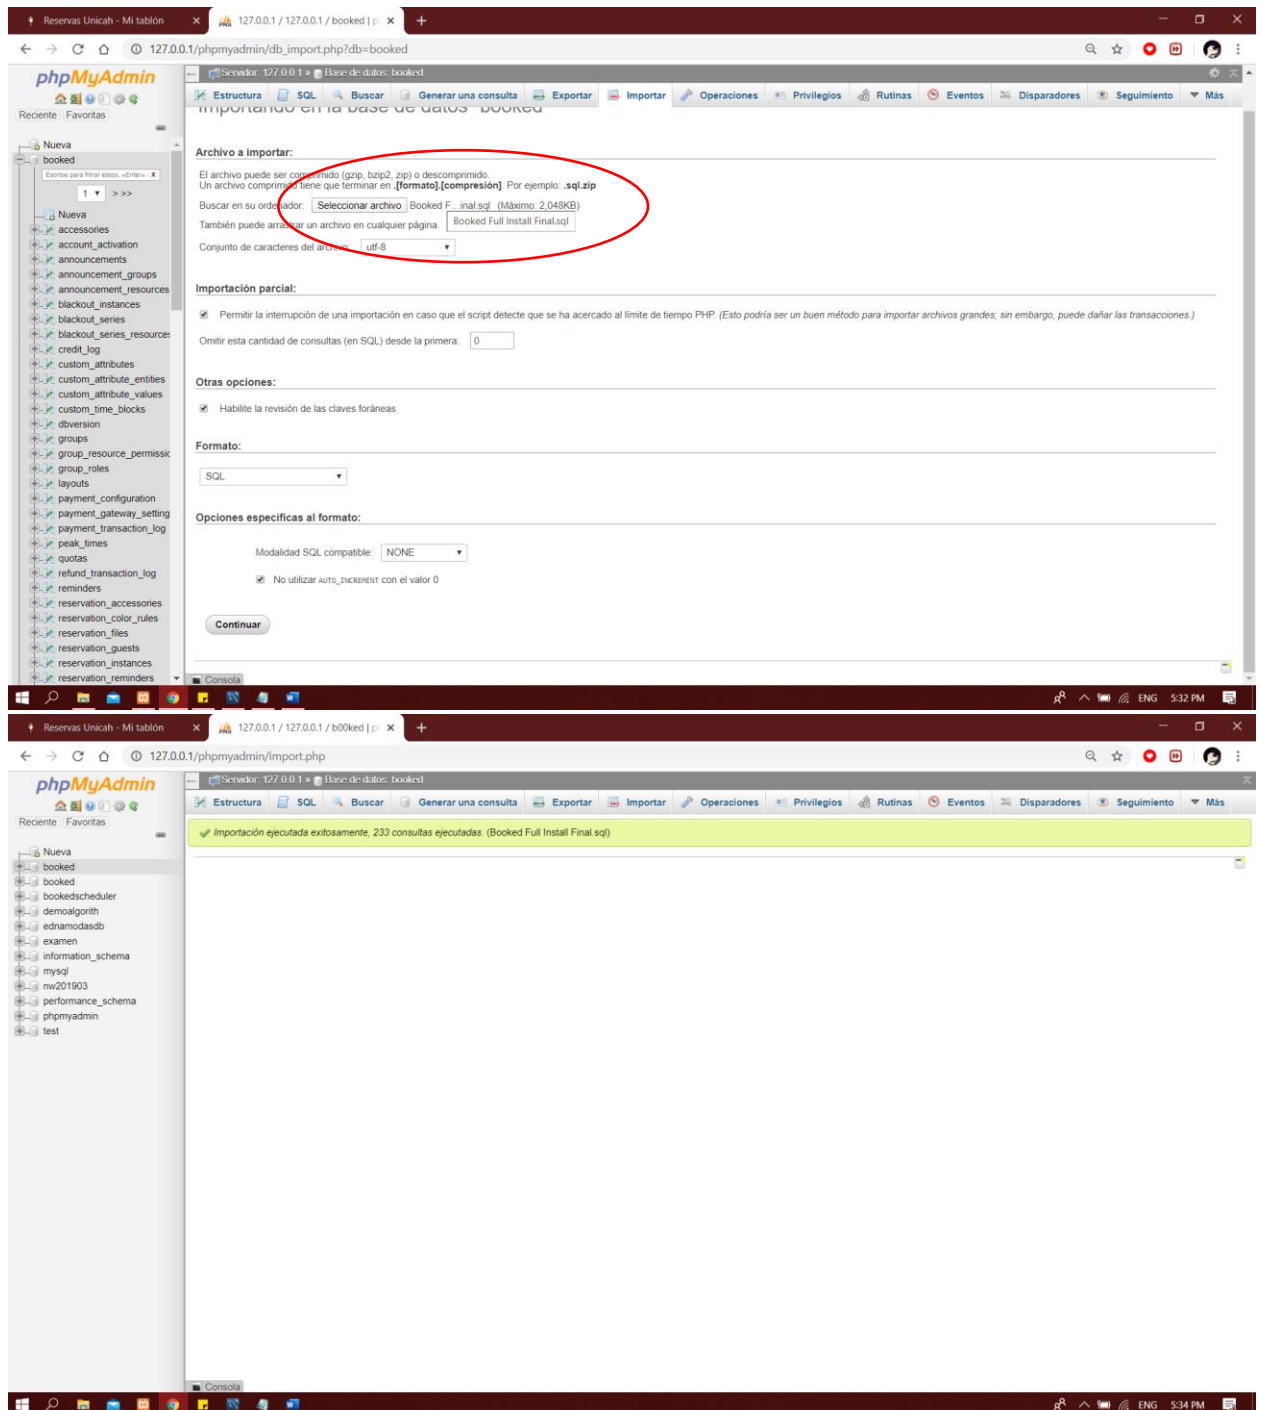 Reservas Unicah - Mi tablón
127.0.0.1 / 127.0.0.1 / booked | p
127.0.0.1/phpmyadmin/db_import.php?db=booked
phpMyAdmin
Reciente Favoritas
Nueva
booked
Escribe para filtrar estos, «Enter» X
1 > >>
Nueva
accessories
account_activation
announcements
announcement_groups
announcement_resources
blackout_instances
blackout_series
blackout_series_resources
credit_log
custom_attributes
custom_attribute_entities
custom_attribute_values
custom_time_blocks
dbversion
groups
group_resource_permissic
group_roles
layouts
payment_configuration
payment_gateway_setting
payment_transaction_log
peak_times
quotas
refund_transaction_log
reminders
reservation_accessories
reservation_color_rules
reservation_files
reservation_guests
reservation_instances
reservation_reminders
Servidor: 127.0.0.1 » Base de datos: booked
Estructura SQL Buscar Generar una consulta Exportar Importar Operaciones Privilegios Rutinas Eventos Disparadores Seguimiento Más
Importando en la base de datos "booked"
Archivo a importar:
El archivo puede ser comprimido (gzip, bzip2, zip) o descomprimido.
Un archivo comprimido tiene que terminar en .[formato].[compresión]. Por ejemplo: .sql.zip
Buscar en su ordenador: Seleccionar archivo Booked F...inal.sql (Máximo: 2,048KB)
También puede arrastrar un archivo en cualquier página. Booked Full Install Final.sql
Conjunto de caracteres del archivo: utf-8
Importación parcial:
Permitir la interrupción de una importación en caso que el script detecte que se ha acercado al límite de tiempo PHP. (Esto podría ser un buen método para importar archivos grandes; sin embargo, puede dañar las transacciones.)
Omitir esta cantidad de consultas (en SQL) desde la primera: 0
Otras opciones:
Habilite la revisión de las claves foráneas
Formato:
SQL
Opciones específicas al formato:
Modalidad SQL compatible: NONE
No utilizar AUTO_INCREMENT con el valor 0
Continuar
Consola
ENG 5:32 PM
Reservas Unicah - Mi tablón
127.0.0.1 / 127.0.0.1 / b00ked | p
127.0.0.1/phpmyadmin/import.php
phpMyAdmin
Reciente Favoritas
Nueva
booked
booked
bookedscheduler
demoalgorith
ednamodasdb
examen
information_schema
mysql
nw201903
performance_schema
phpmyadmin
test
Servidor: 127.0.0.1 » Base de datos: booked
Estructura SQL Buscar Generar una consulta Exportar Importar Operaciones Privilegios Rutinas Eventos Disparadores Seguimiento Más
Importación ejecutada exitosamente, 233 consultas ejecutadas. (Booked Full Install Final.sql)
Consola
ENG 5:34 PM